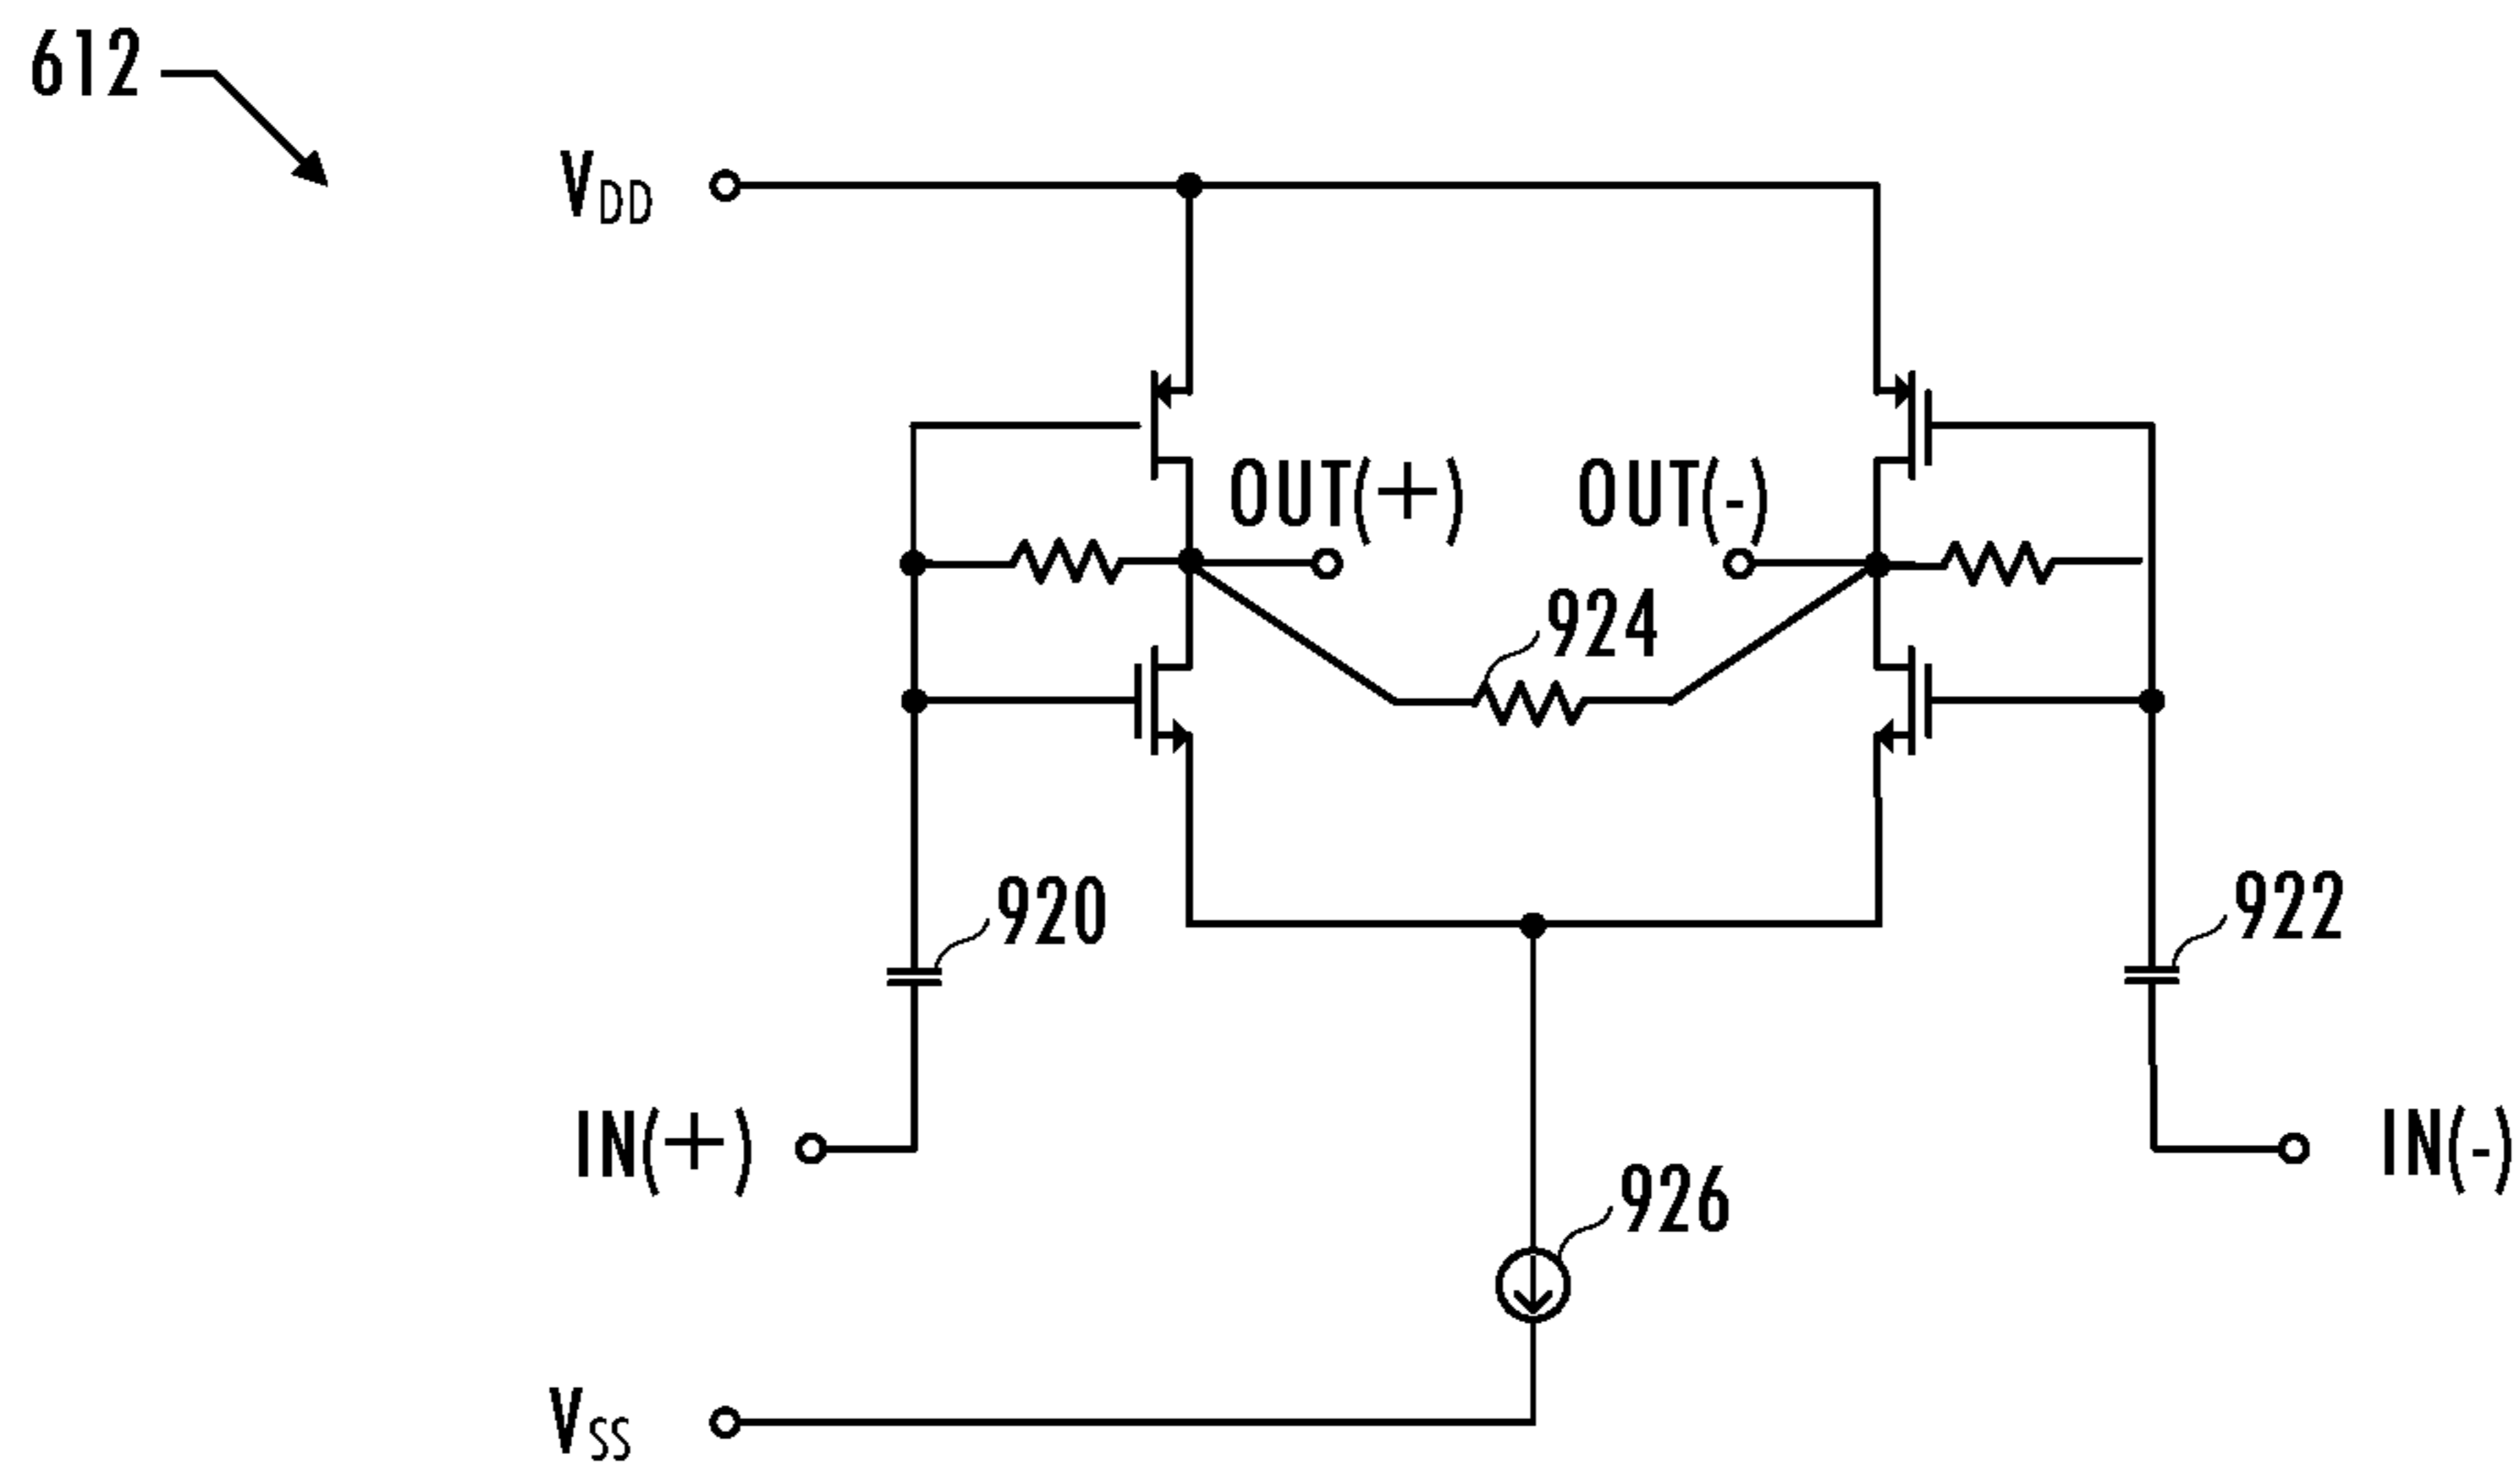 612
VDD
OUT(+)
OUT(-)
924
920
922
IN(+)
IN(-)
926
VSS